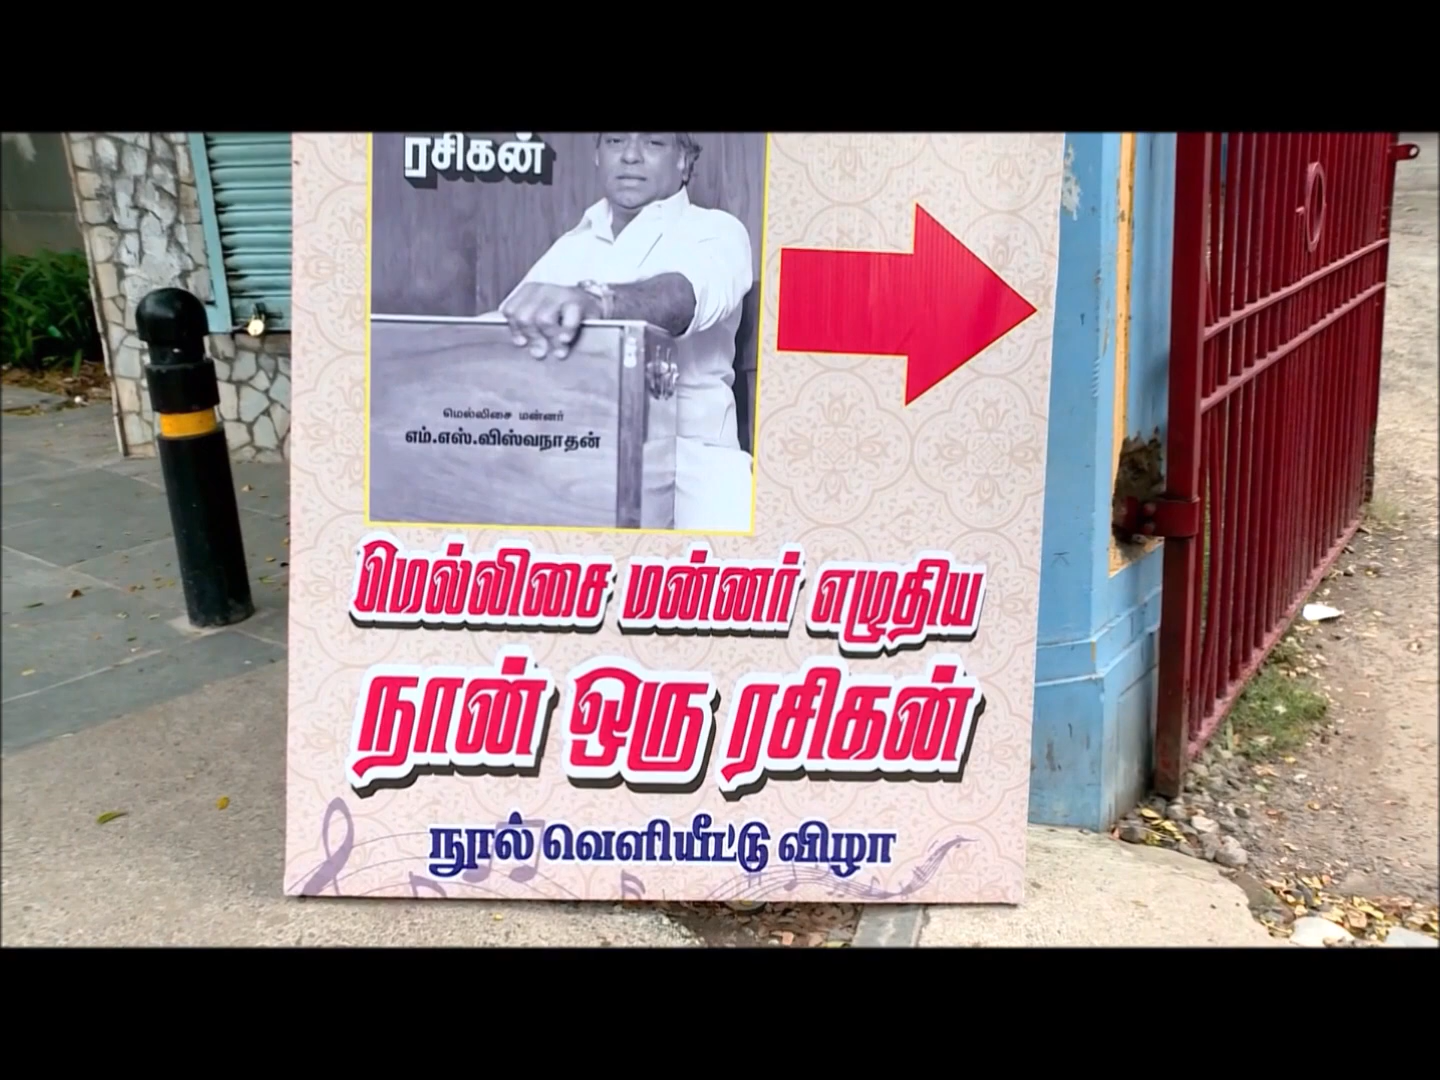 ரசிகன்
மெல்லிசை மன்னர்
எம்.எஸ்.விஸ்வநாதன்
மெல்லிசை மன்னர் எழுதிய
நான் ஒரு ரசிகன்
நூல் வெளியீட்டு விழா